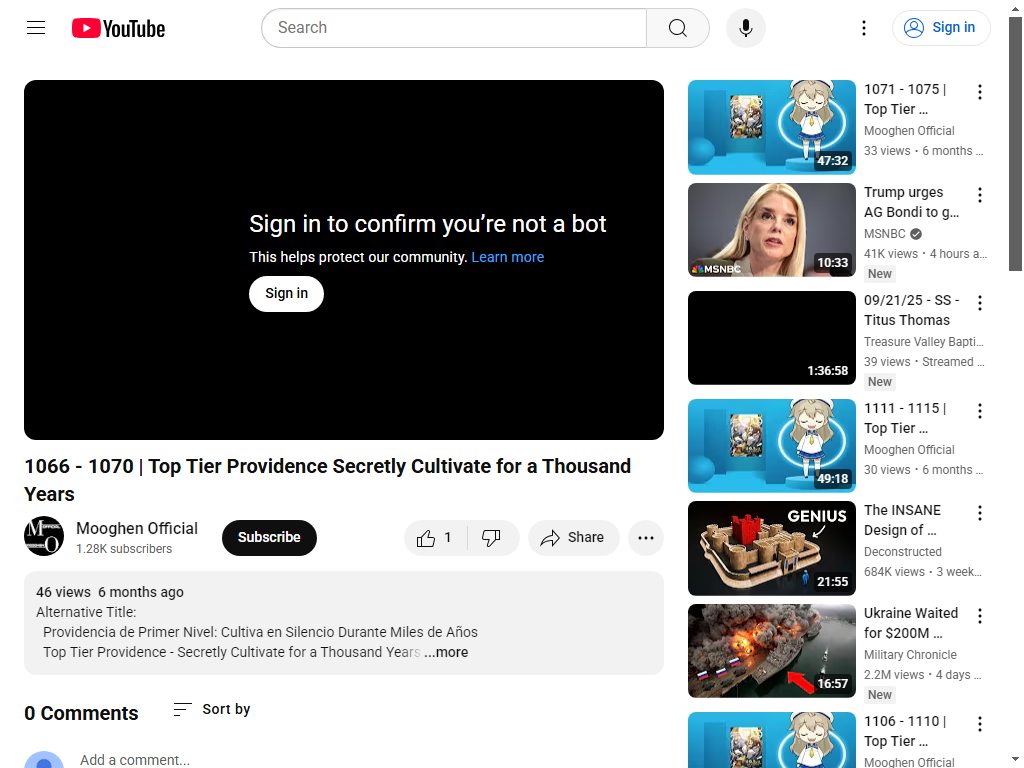 YouTube
Search
Sign in
Sign in to confirm you’re not a bot
This helps protect our community. Learn more
Sign in
1066 - 1070 | Top Tier Providence Secretly Cultivate for a Thousand
Years
Mooghen Official
1.28K subscribers
Subscribe
1
Share
46 views 6 months ago
Alternative Title:
Providencia de Primer Nivel: Cultiva en Silencio Durante Miles de Años
Top Tier Providence - Secretly Cultivate for a Thousand Years ...more
0 Comments
Sort by
Add a comment...
47:32
1071 - 1075 |
Top Tier ...
Mooghen Official
33 views • 6 months ...
MSNBC
10:33
Trump urges
AG Bondi to g...
MSNBC
41K views • 4 hours a...
New
1:36:58
09/21/25 - SS -
Titus Thomas
Treasure Valley Bapti...
39 views • Streamed ...
New
49:18
1111 - 1115 |
Top Tier ...
Mooghen Official
30 views • 6 months ...
GENIUS
21:55
The INSANE
Design of ...
Deconstructed
684K views • 3 week...
16:57
Ukraine Waited
for $200M ...
Military Chronicle
2.2M views • 4 days ...
New
1106 - 1110 |
Top Tier ...
Mooghen Official